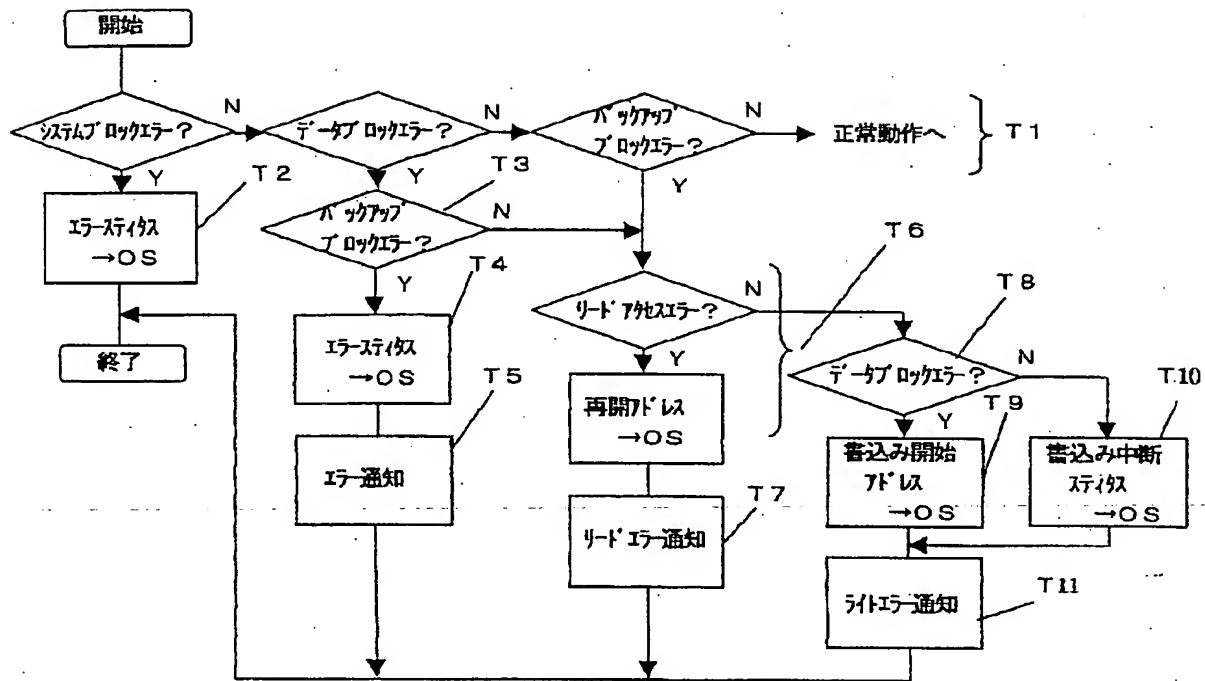 開始
システムブロックエラー?
N
データブロックエラー?
N
バックアップ
ブロックエラー?
N
正常動作へ
T1
Y
T2
エラースティタス
→OS
終了
Y
T3
バックアップ
ブロックエラー?
N
Y
T4
エラースティタス
→OS
T5
エラー通知
Y
T6
リードアクセスエラー?
N
Y
再開アドレス
→OS
T7
リードエラー通知
T8
データブロックエラー?
N
Y
T9
書込み開始
アドレス
→OS
T10
書込み中断
スティタス
→OS
T11
ライトエラー通知